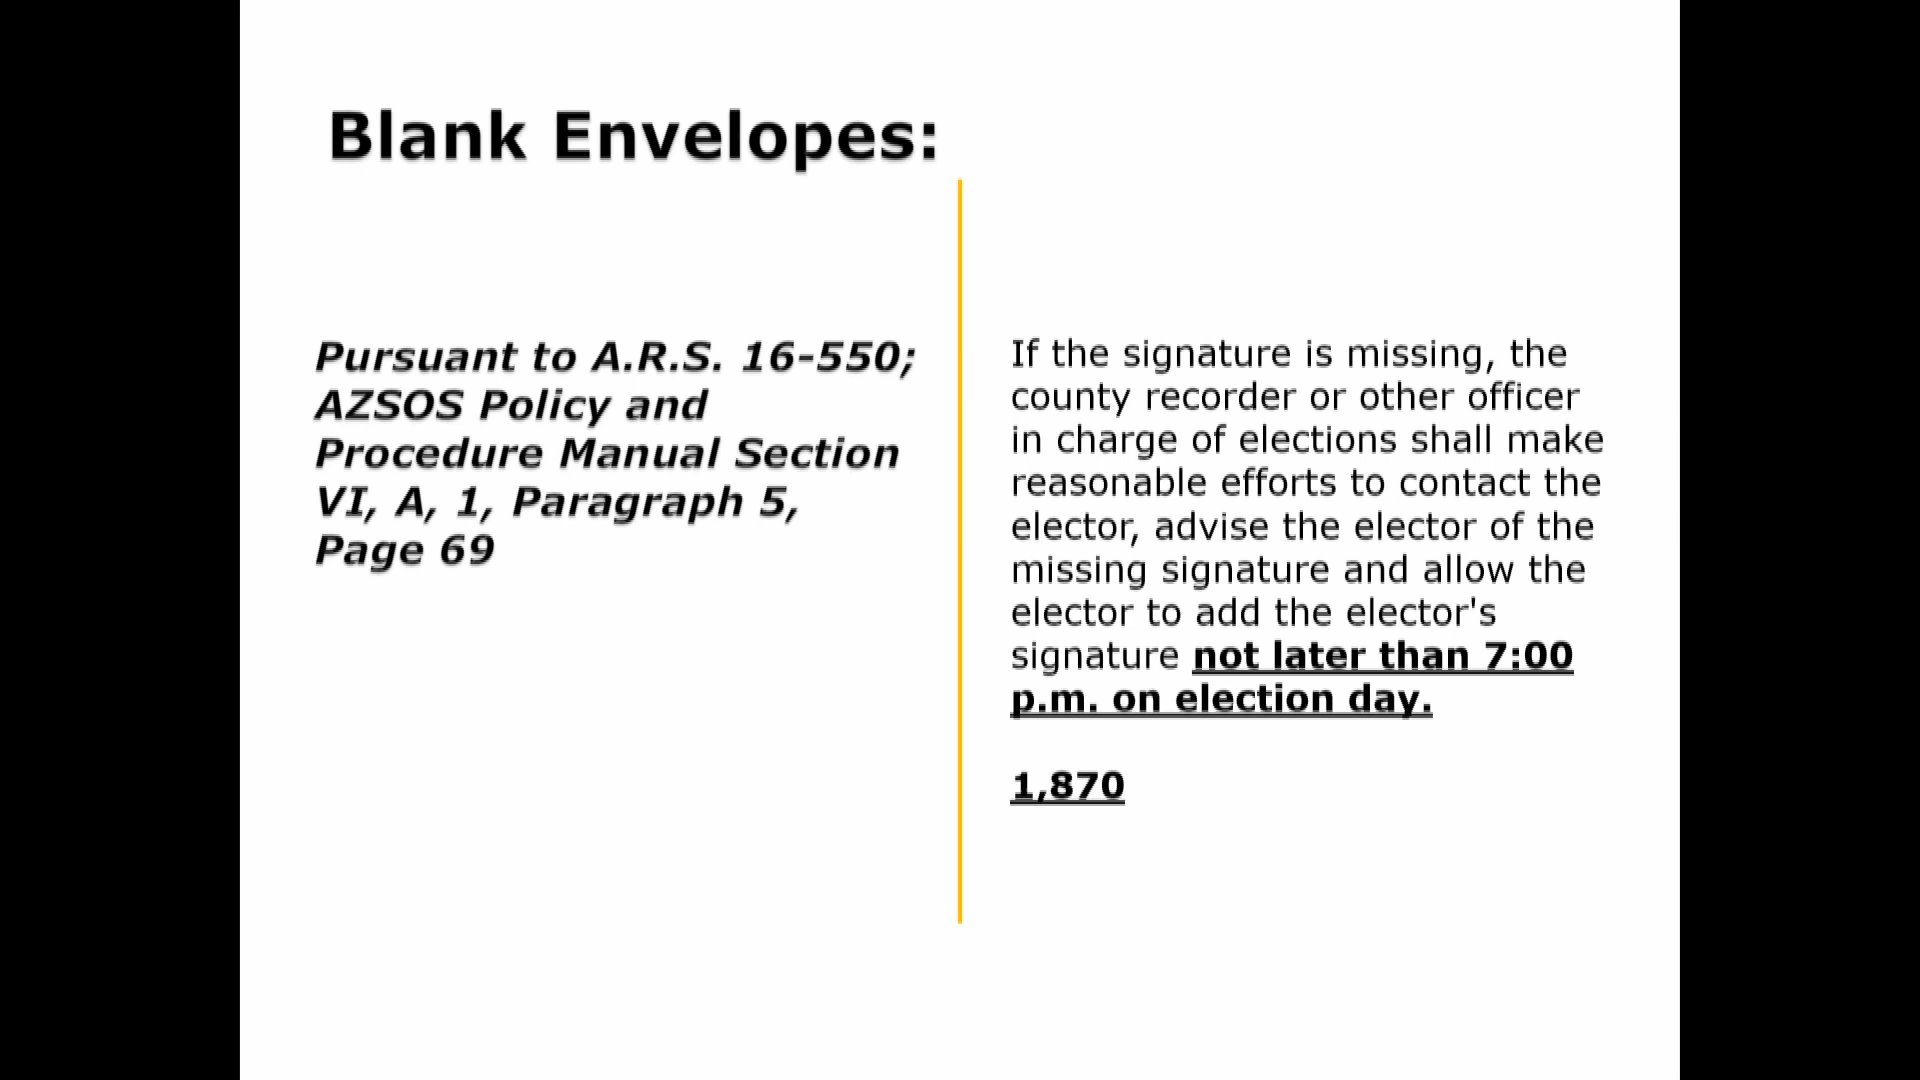 Blank Envelopes:
Pursuant to A.R.S. 16-550;
AZSOS Policy and
Procedure Manual Section
VI, A, 1, Paragraph 5,
Page 69
If the signature is missing, the
county recorder or other officer
in charge of elections shall make
reasonable efforts to contact the
elector, advise the elector of the
missing signature and allow the
elector to add the elector's
signature not later than 7:00
p.m. on election day.
1,870